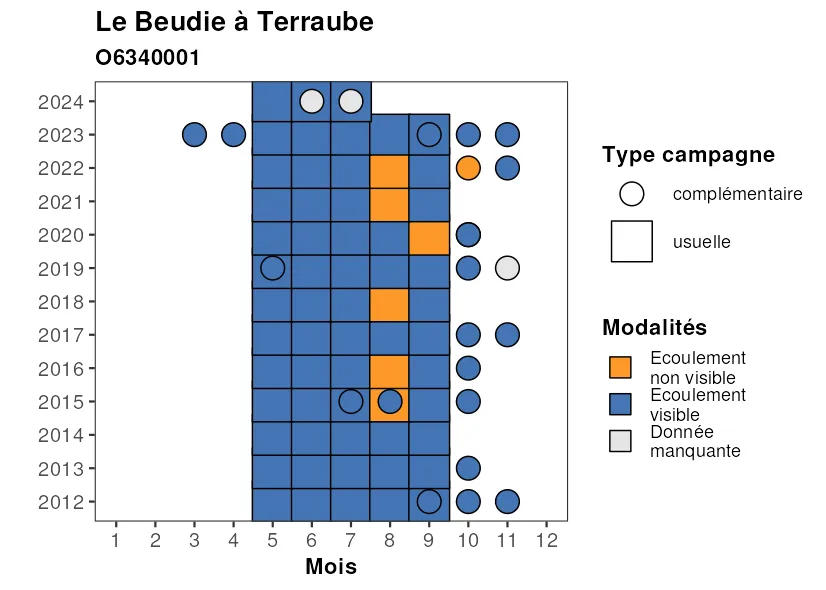 Le Beudie à Terraube
O6340001
2024
2023
2022
2021
2020
2019
2018
2017
2016
2015
2014
2013
2012
1 2 3 4 5 6 7 8 9 10 11 12
Mois
Type campagne
complémentaire
usuelle
Modalités
Ecoulement
non visible
Ecoulement
visible
Donnée
manquante